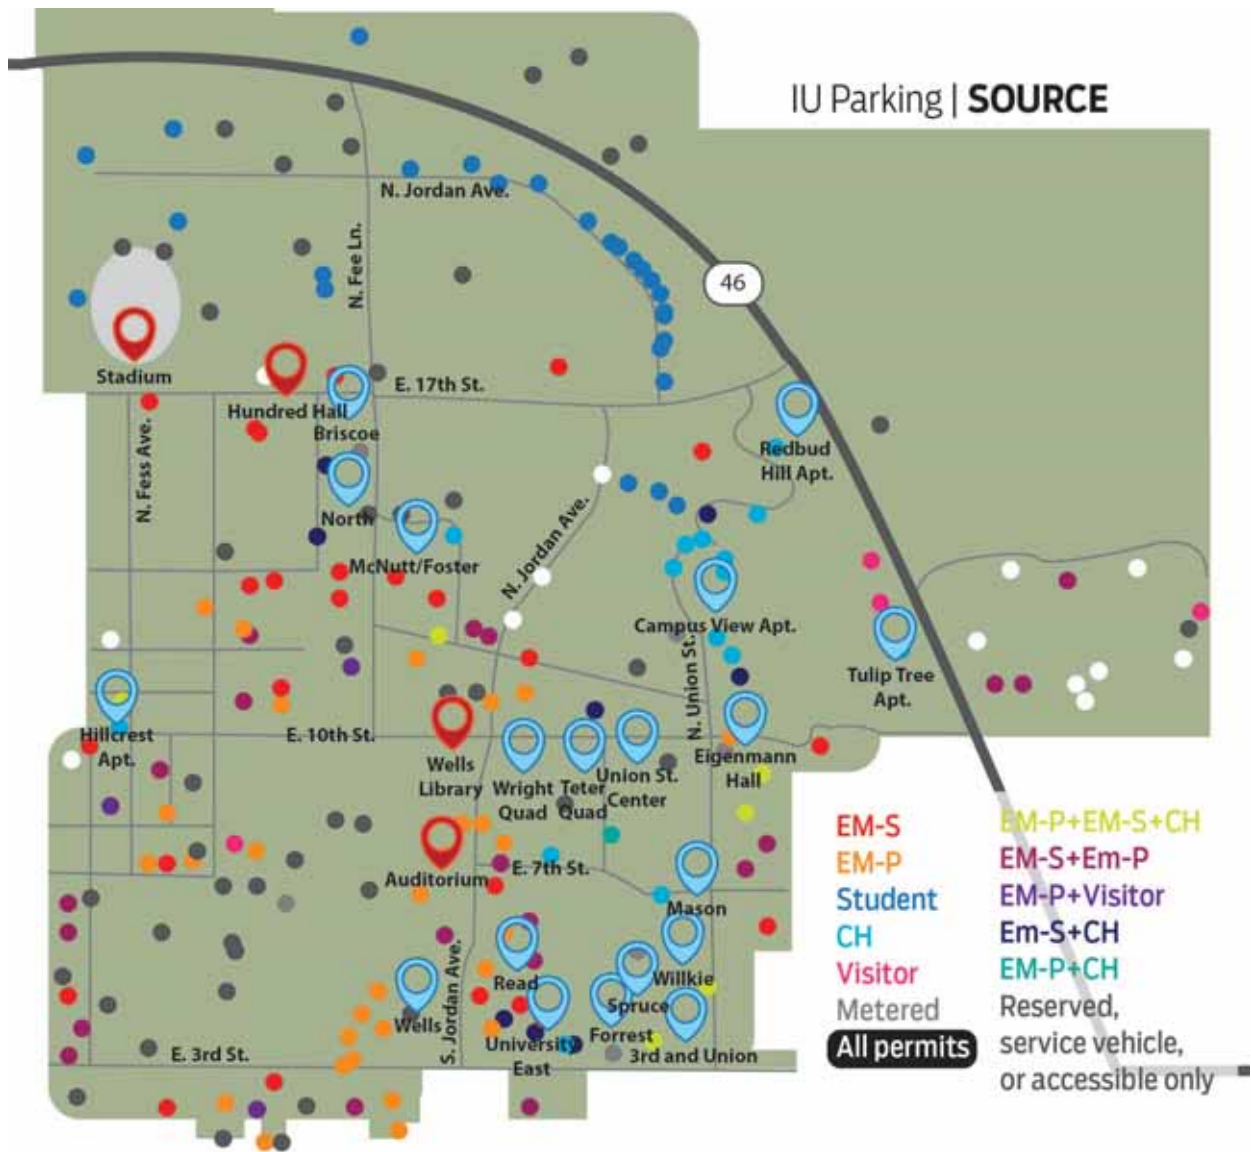 IU Parking | SOURCE
N. Jordan Ave.
N. Fee Ln.
46
Stadium
E. 17th St.
Hundred Hall
Briscoe
Redbud
Hill Apt.
N. Fess Ave.
North
N. Jordan Ave.
McNutt/Foster
Campus View Apt.
N. Union St.
Tulip Tree
Apt.
Hillcrest
Apt.
E. 10th St.
Wells
Library
Wright
Quad
Teter
Quad
Union St.
Center
Eigenmann
Hall
Auditorium
E. 7th St.
Mason
Read
Willkie
Spruce
Wells
S. Jordan Ave.
Forrest
University
East
3rd and Union
E. 3rd St.
EM-S
EM-P
Student
CH
Visitor
Metered
All permits
EM-P+EM-S+CH
EM-S+Em-P
EM-P+Visitor
Em-S+CH
EM-P+CH
Reserved,
service vehicle,
or accessible only